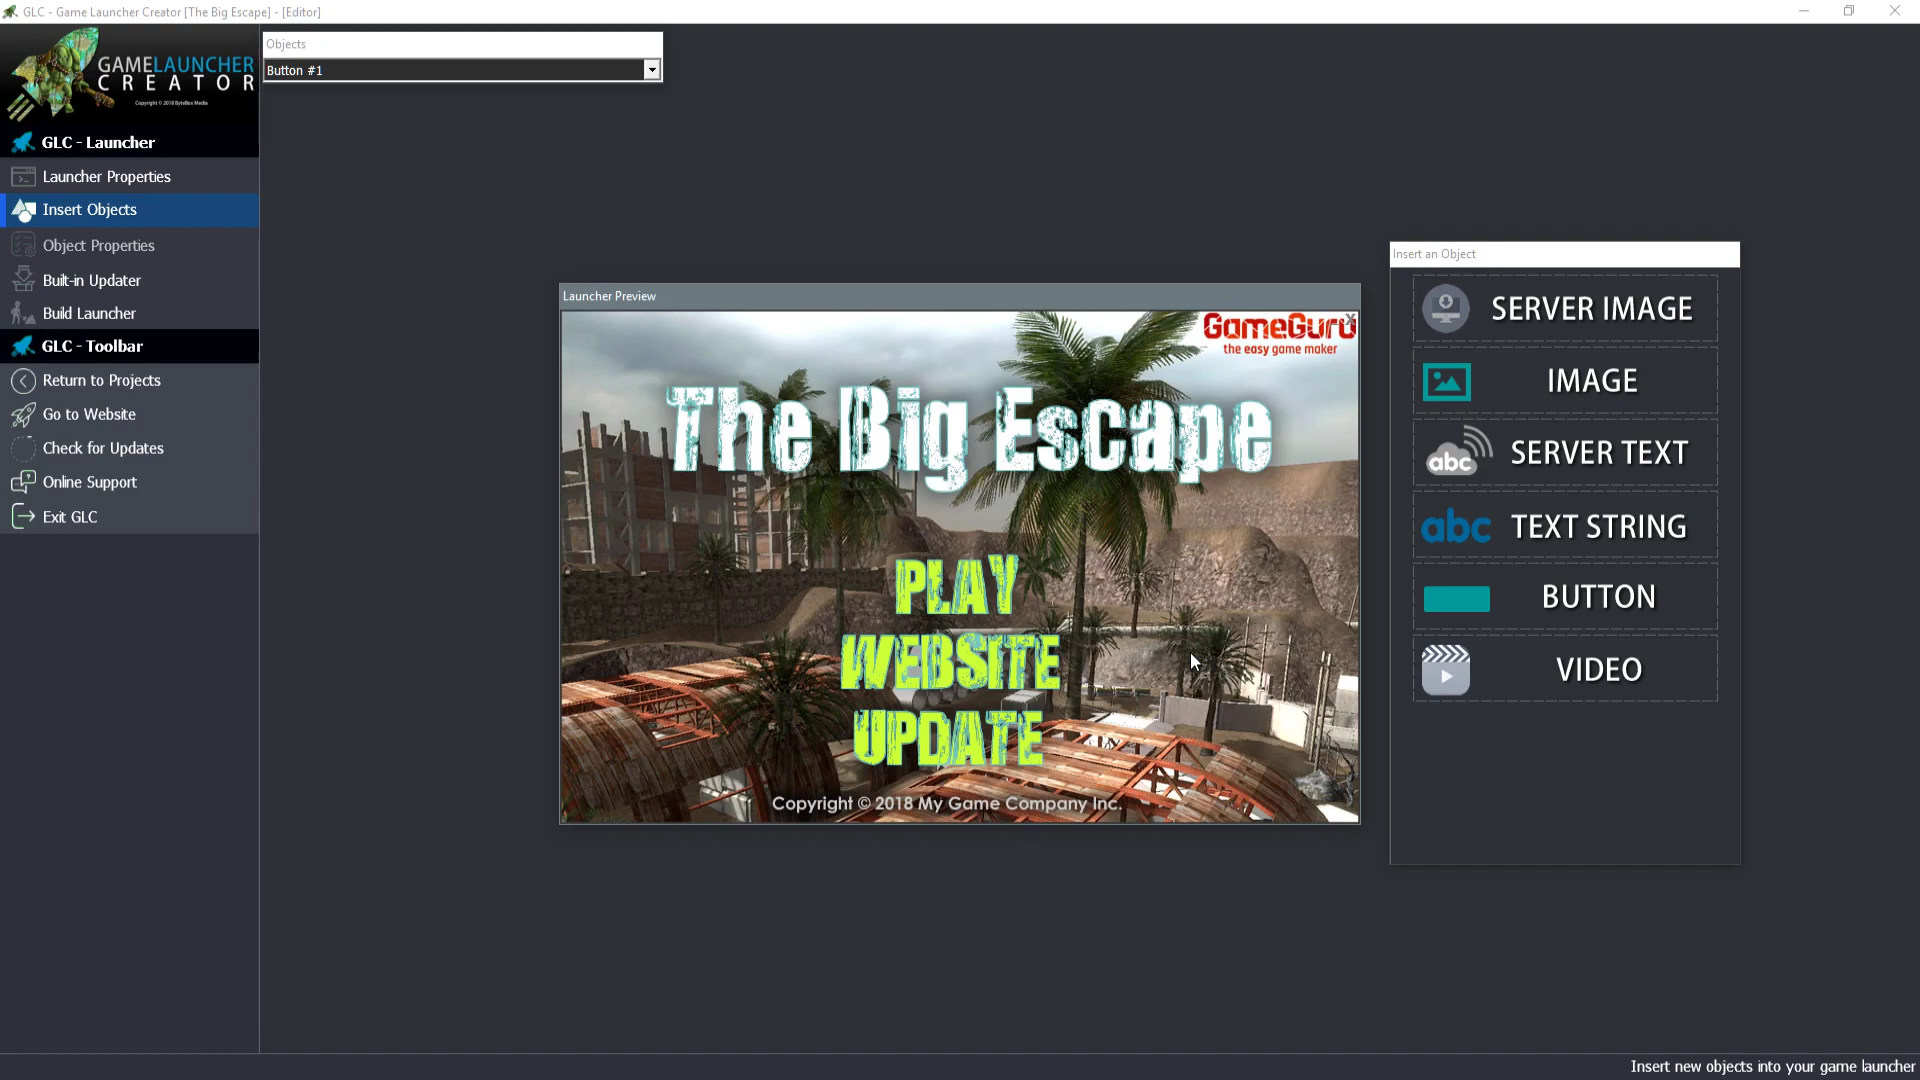 GLC - Game Launcher Creator [The Big Escape] - [Editor]
GAMELAUNCHER
CREATOR
Copyright © 2018 ByteBox Media
GLC - Launcher
Launcher Properties
Insert Objects
Object Properties
Built-in Updater
Build Launcher
GLC - Toolbar
Return to Projects
Go to Website
Check for Updates
Online Support
Exit GLC
Objects
Button #1
Launcher Preview
X
GameGuru
the easy game maker
The Big Escape
PLAY
WEBSITE
UPDATE
Copyright © 2018 My Game Company Inc.
Insert an Object
SERVER IMAGE
IMAGE
abc SERVER TEXT
abc TEXT STRING
BUTTON
VIDEO
Insert new objects into your game launcher